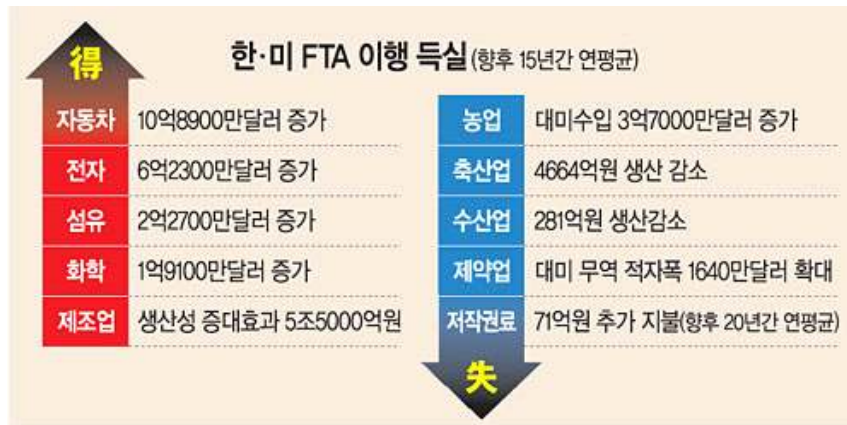 得
한·미 FTA 이행 득실(향후 15년간 연평균)
자동차 10억8900만달러 증가
전자 6억2300만달러 증가
섬유 2억2700만달러 증가
화학 1억9100만달러 증가
제조업 생산성 증대효과 5조5000억원
농업 대미수입 3억7000만달러 증가
축산업 4664억원 생산 감소
수산업 281억원 생산감소
제약업 대미 무역 적자폭 1640만달러 확대
저작권료 71억원 추가 지불(향후 20년간 연평균)
失